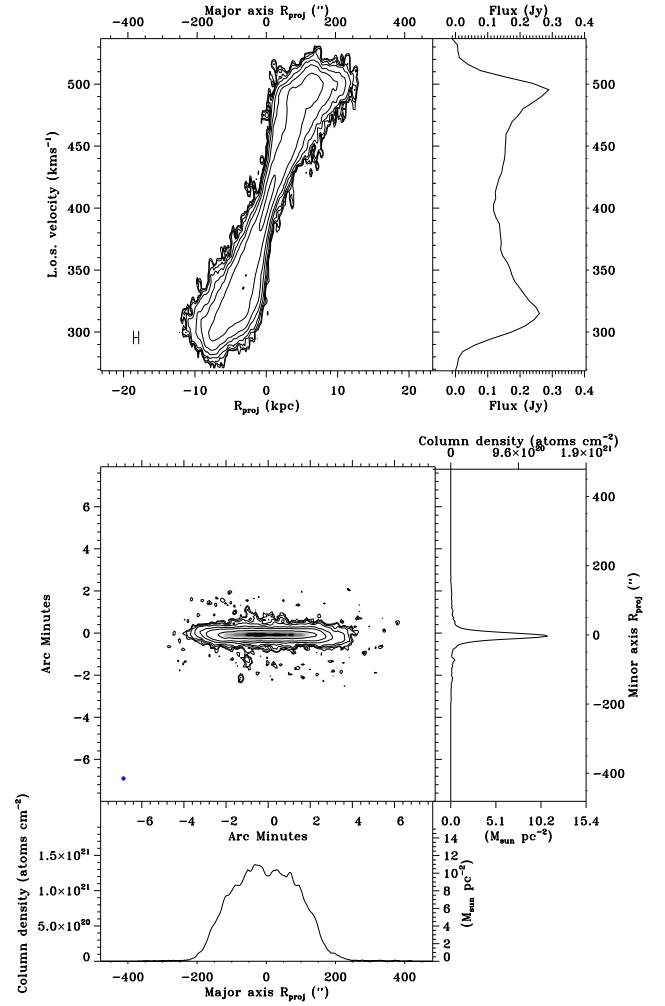 Major axis R_proj (")
Flux (Jy)
-400 -200 0 200 400
0.0 0.1 0.2 0.3 0.4
L.o.s. velocity (kms⁻¹)
500
450
400
350
300
500
450
400
350
300
H
-20 -10 0 10 20
0.0 0.1 0.2 0.3 0.4
R_proj (kpc)
Flux (Jy)
Column density (atoms cm⁻²)
0 9.6×10²⁰ 1.9×10²¹
Arc Minutes
6
4
2
0
-2
-4
-6
400
200
0
-200
-400
Minor axis R_proj (")
-6 -4 -2 0 2 4 6
Arc Minutes
0.0 5.1 10.2 15.4
(M_sun pc⁻²)
Column density (atoms cm⁻²)
1.5×10²¹
1.0×10²¹
5.0×10²⁰
0
14
12
10
8
6
4
2
0
(M_sun pc⁻²)
-400 -200 0 200 400
Major axis R_proj (")